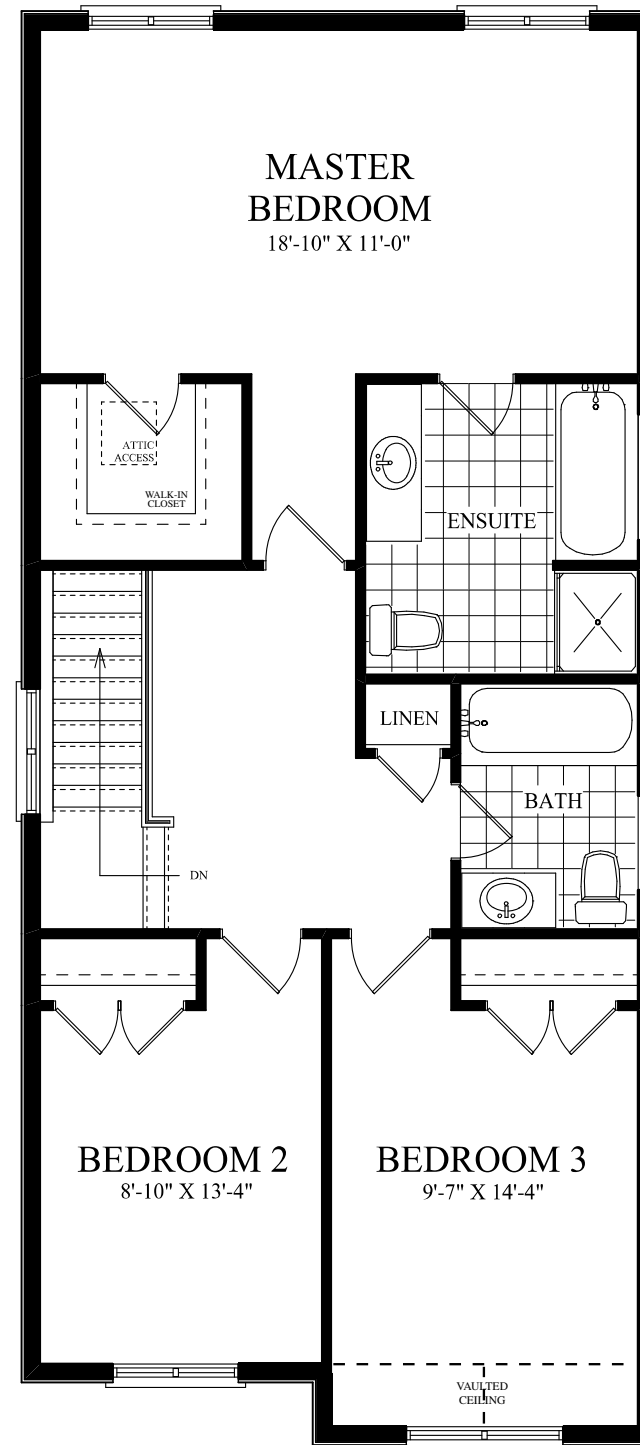 MASTER
BEDROOM
18'-10" X 11'-0"
ATTIC
ACCESS
WALK-IN
CLOSET
ENSUITE
LINEN
BATH
DN
BEDROOM 2
8'-10" X 13'-4"
BEDROOM 3
9'-7" X 14'-4"
VAULTED
CEILING